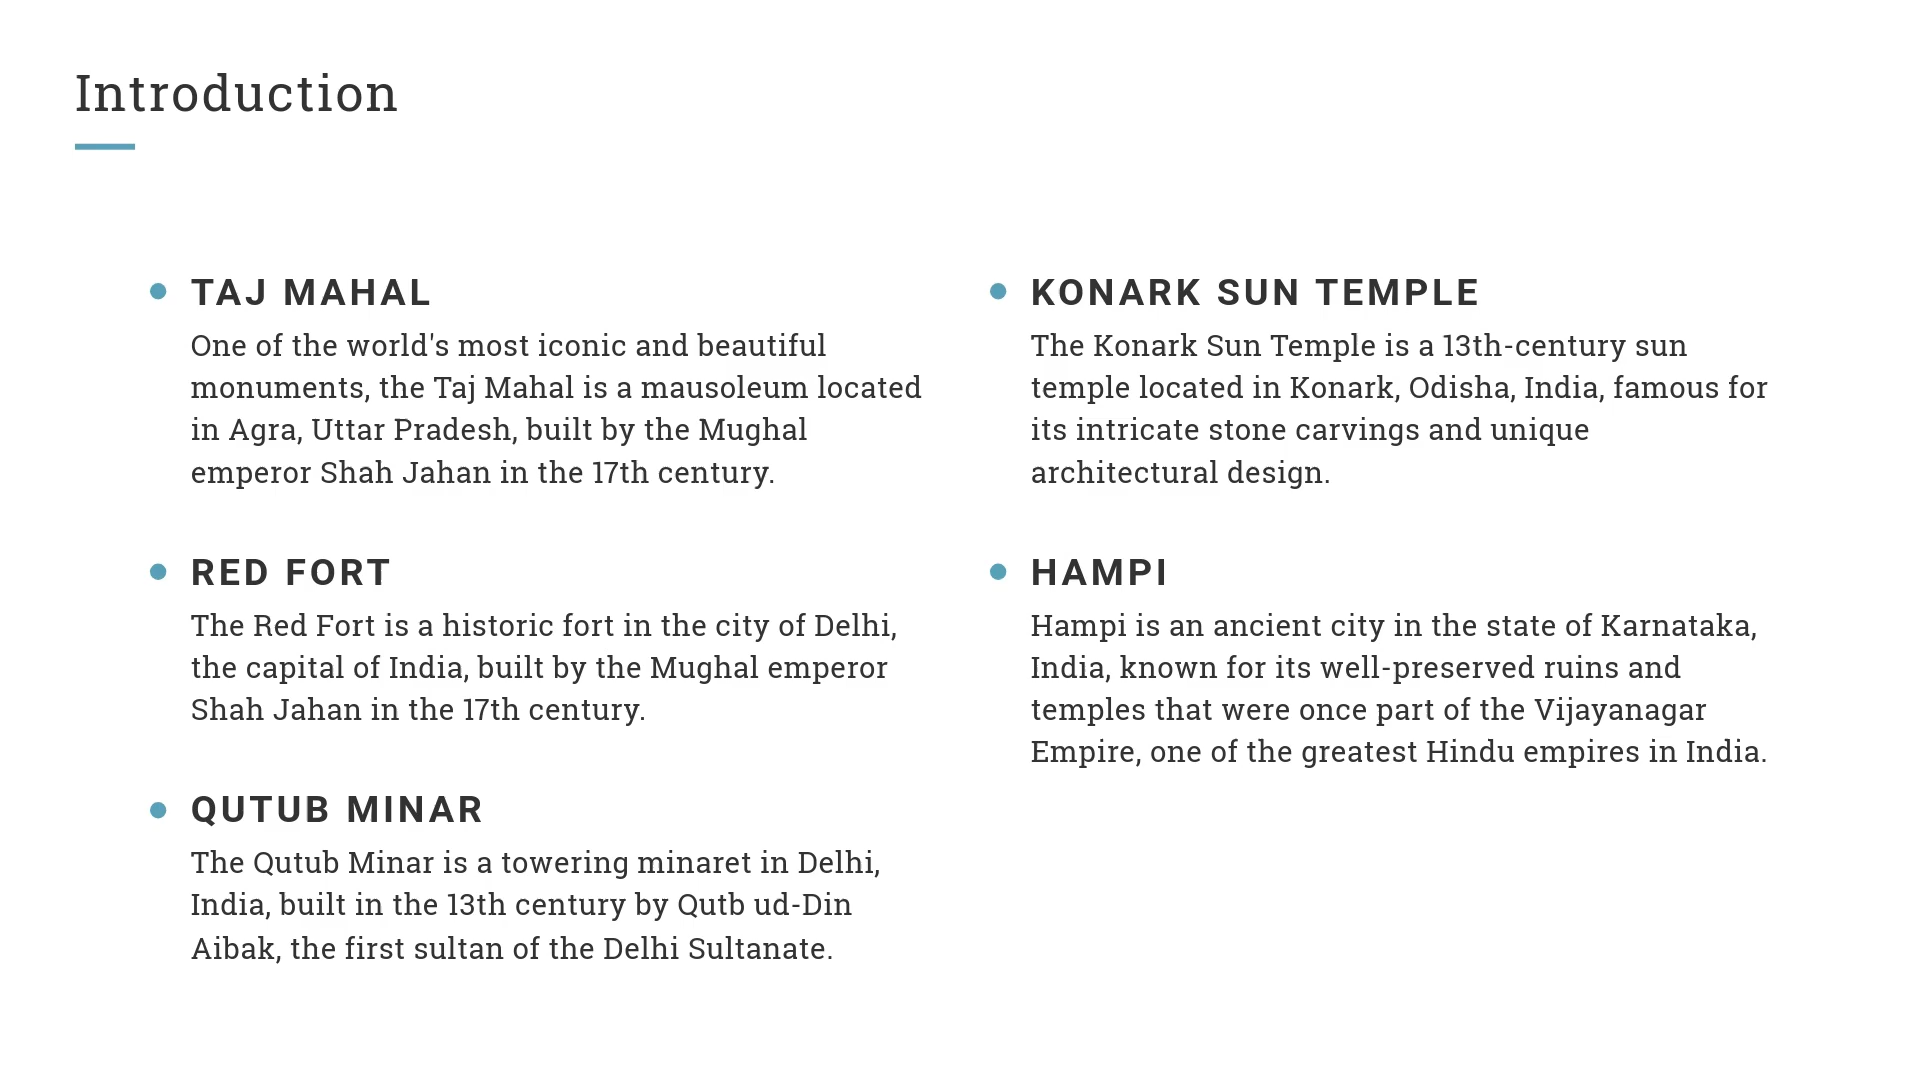 Introduction
TAJ MAHAL
One of the world's most iconic and beautiful
monuments, the Taj Mahal is a mausoleum located
in Agra, Uttar Pradesh, built by the Mughal
emperor Shah Jahan in the 17th century.
RED FORT
The Red Fort is a historic fort in the city of Delhi,
the capital of India, built by the Mughal emperor
Shah Jahan in the 17th century.
QUTUB MINAR
The Qutub Minar is a towering minaret in Delhi,
India, built in the 13th century by Qutb ud-Din
Aibak, the first sultan of the Delhi Sultanate.
KONARK SUN TEMPLE
The Konark Sun Temple is a 13th-century sun
temple located in Konark, Odisha, India, famous for
its intricate stone carvings and unique
architectural design.
HAMPI
Hampi is an ancient city in the state of Karnataka,
India, known for its well-preserved ruins and
temples that were once part of the Vijayanagar
Empire, one of the greatest Hindu empires in India.